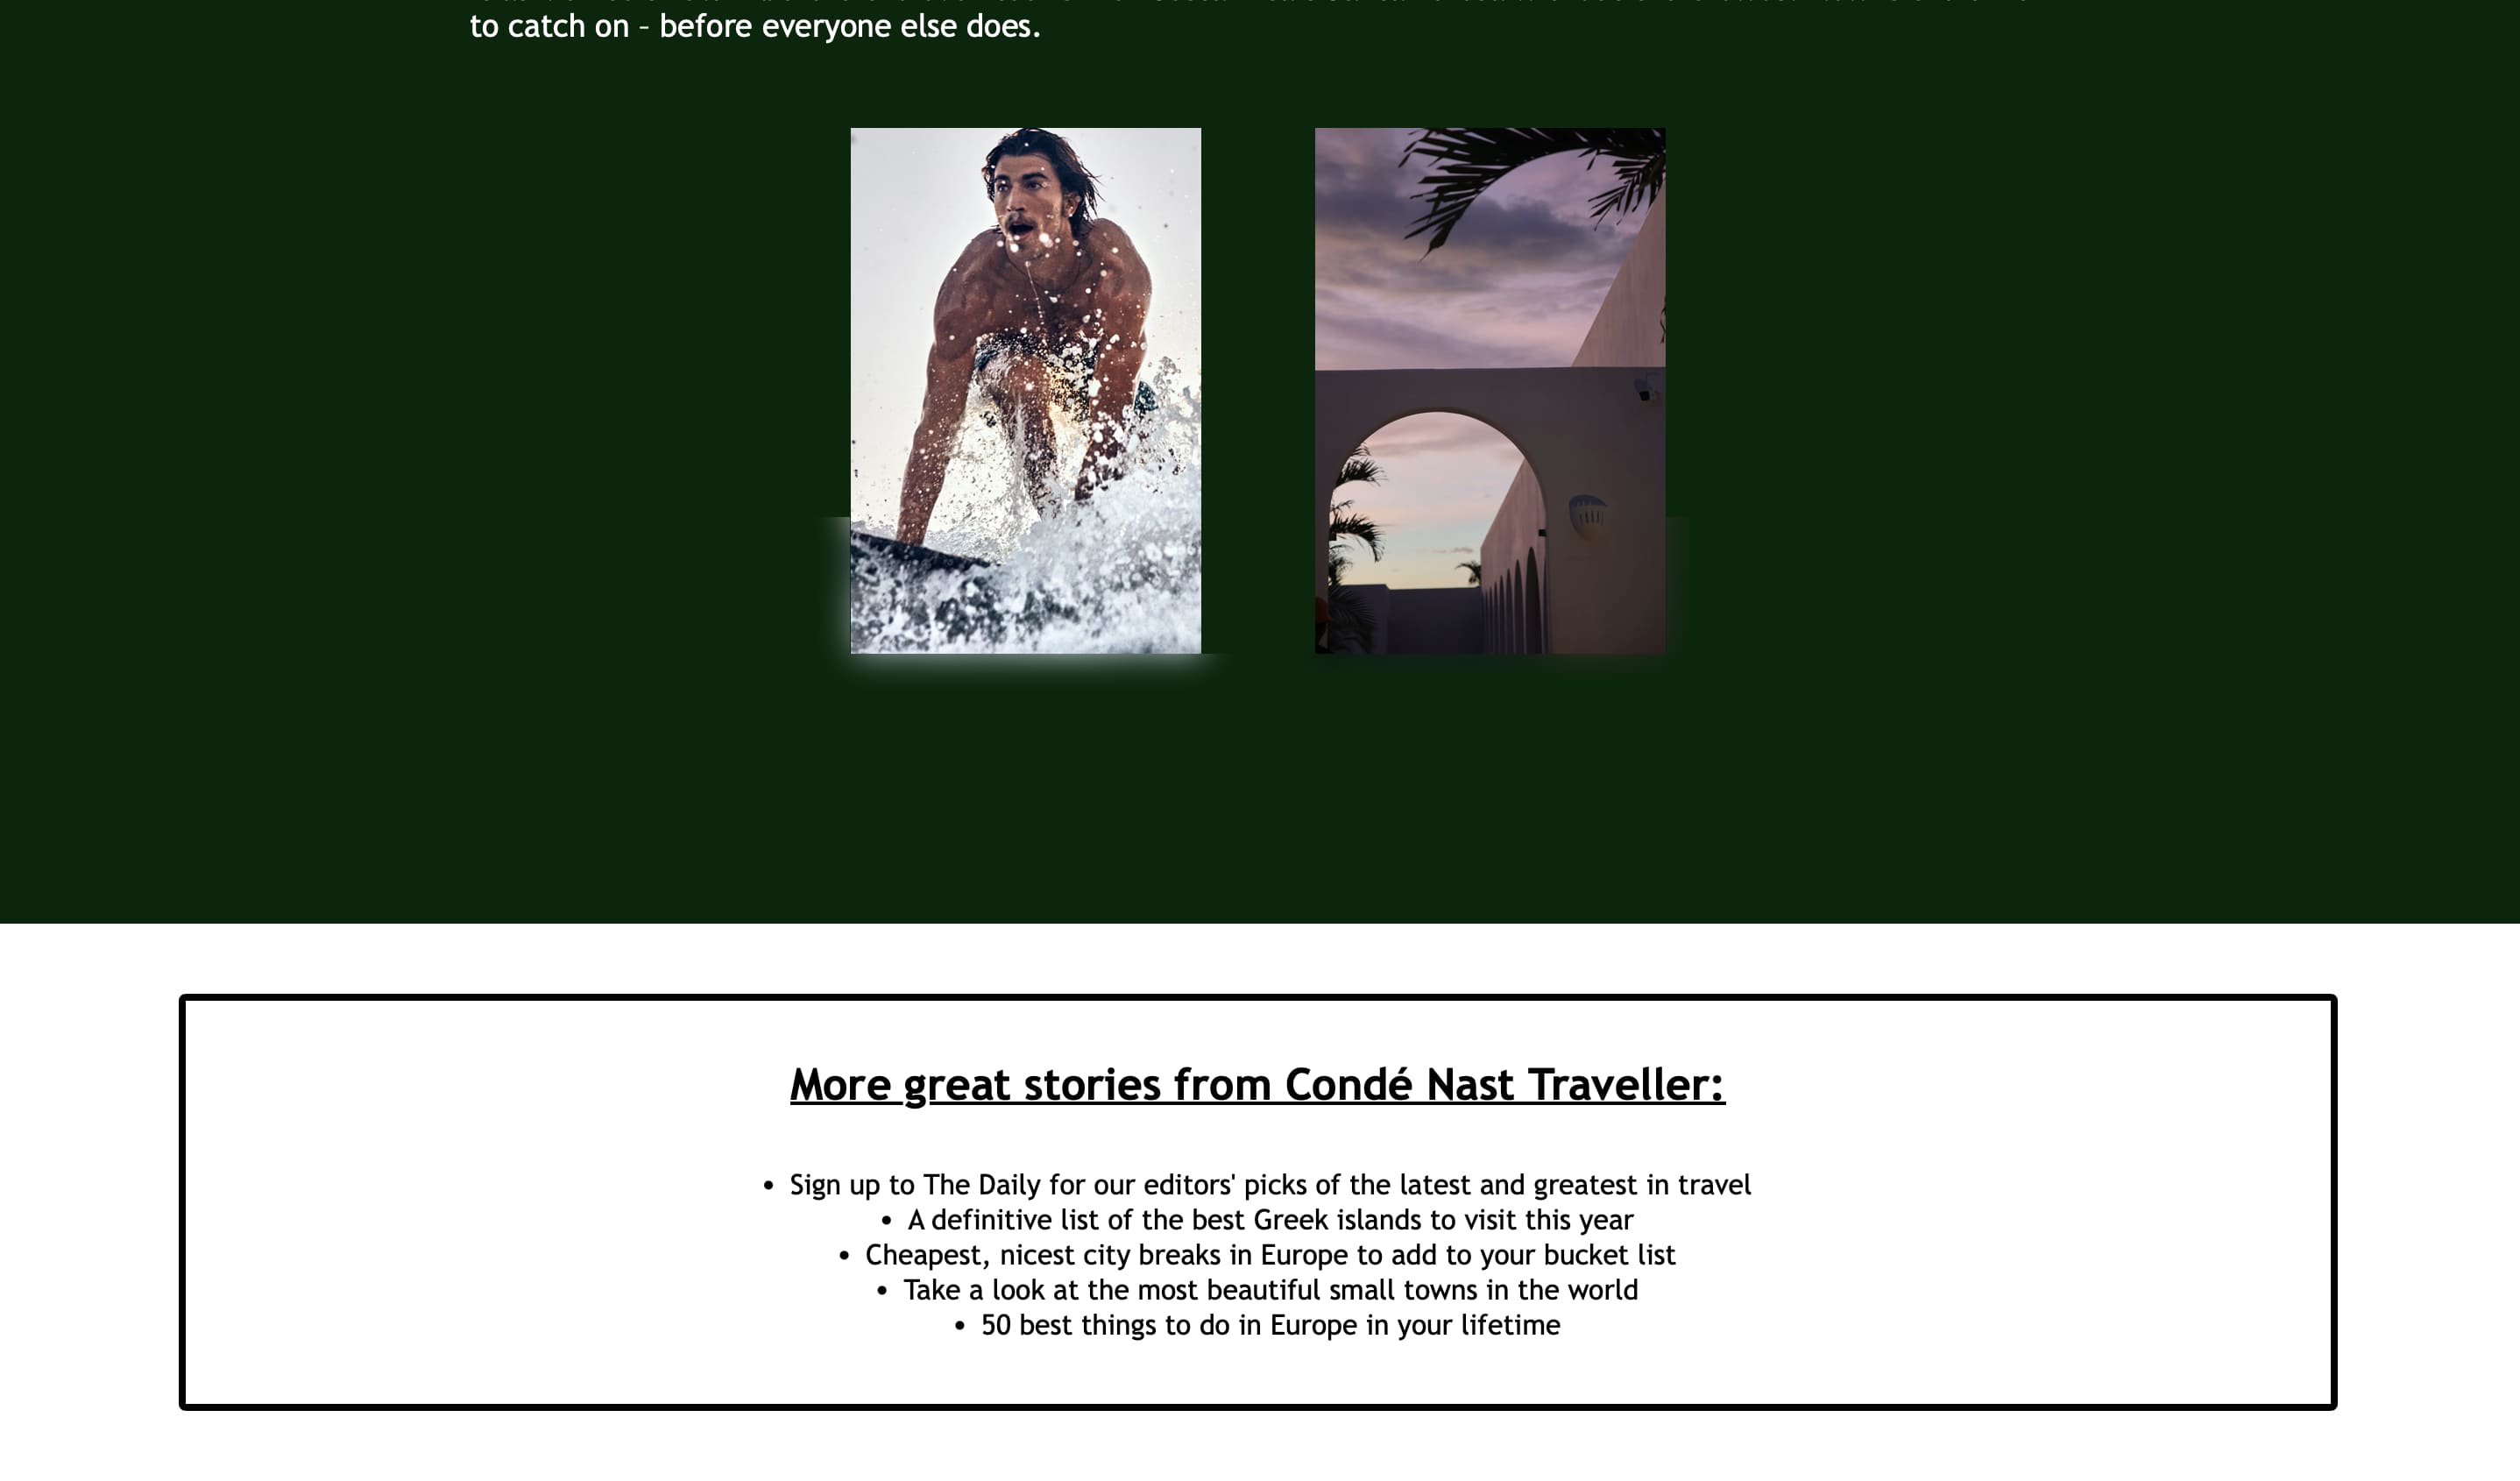 to catch on – before everyone else does.
More great stories from Condé Nast Traveller:
• Sign up to The Daily for our editors' picks of the latest and greatest in travel
• A definitive list of the best Greek islands to visit this year
• Cheapest, nicest city breaks in Europe to add to your bucket list
• Take a look at the most beautiful small towns in the world
• 50 best things to do in Europe in your lifetime